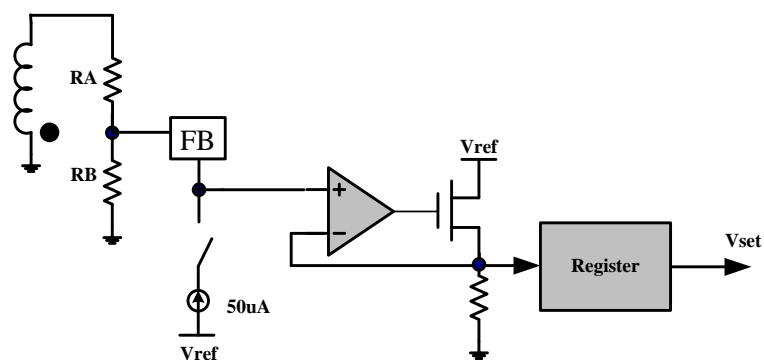 RA
FB
RB
Vref
+
−
Vset
Register
50uA
Vref